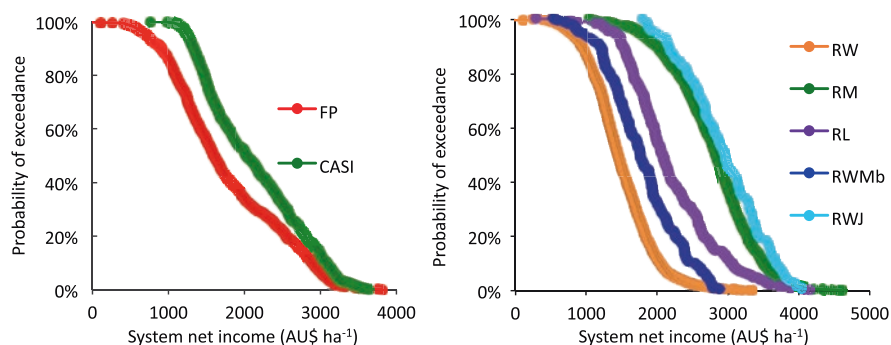 Probability of exceedance
100%
80%
60%
40%
20%
0%
0
1000
2000
3000
4000
System net income (AU$ ha⁻¹)
FP
CASI
Probability of exceedance
100%
80%
60%
40%
20%
0%
0
1000
2000
3000
4000
5000
System net income (AU$ ha⁻¹)
RW
RM
RL
RWMb
RWJ